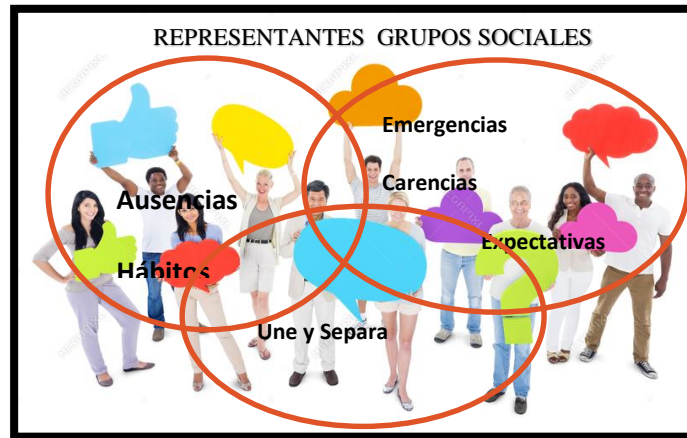 REPRESENTANTES GRUPOS SOCIALES
Emergencias
Carencias
Ausencias
Expectativas
Hábitos
Une y Separa